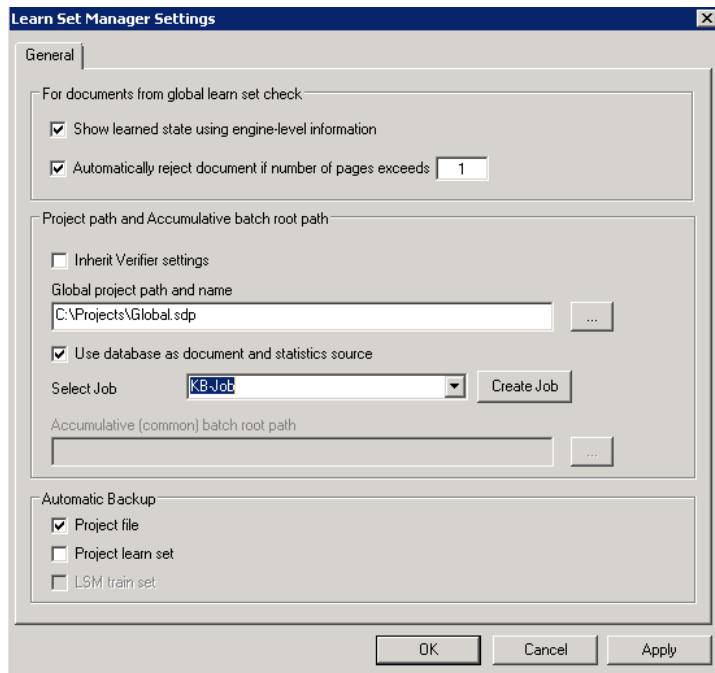 Learn Set Manager Settings
General
For documents from global learn set check
Show learned state using engine-level information
Automatically reject document if number of pages exceeds 1
Project path and Accumulative batch root path
Inherit Verifier settings
Global project path and name
C:\Projects\Global.sdp ...
Use database as document and statistics source
Select Job KB-Job Create Job
Accumulative (common) batch root path
...
Automatic Backup
Project file
Project learn set
LSM train set
OK Cancel Apply